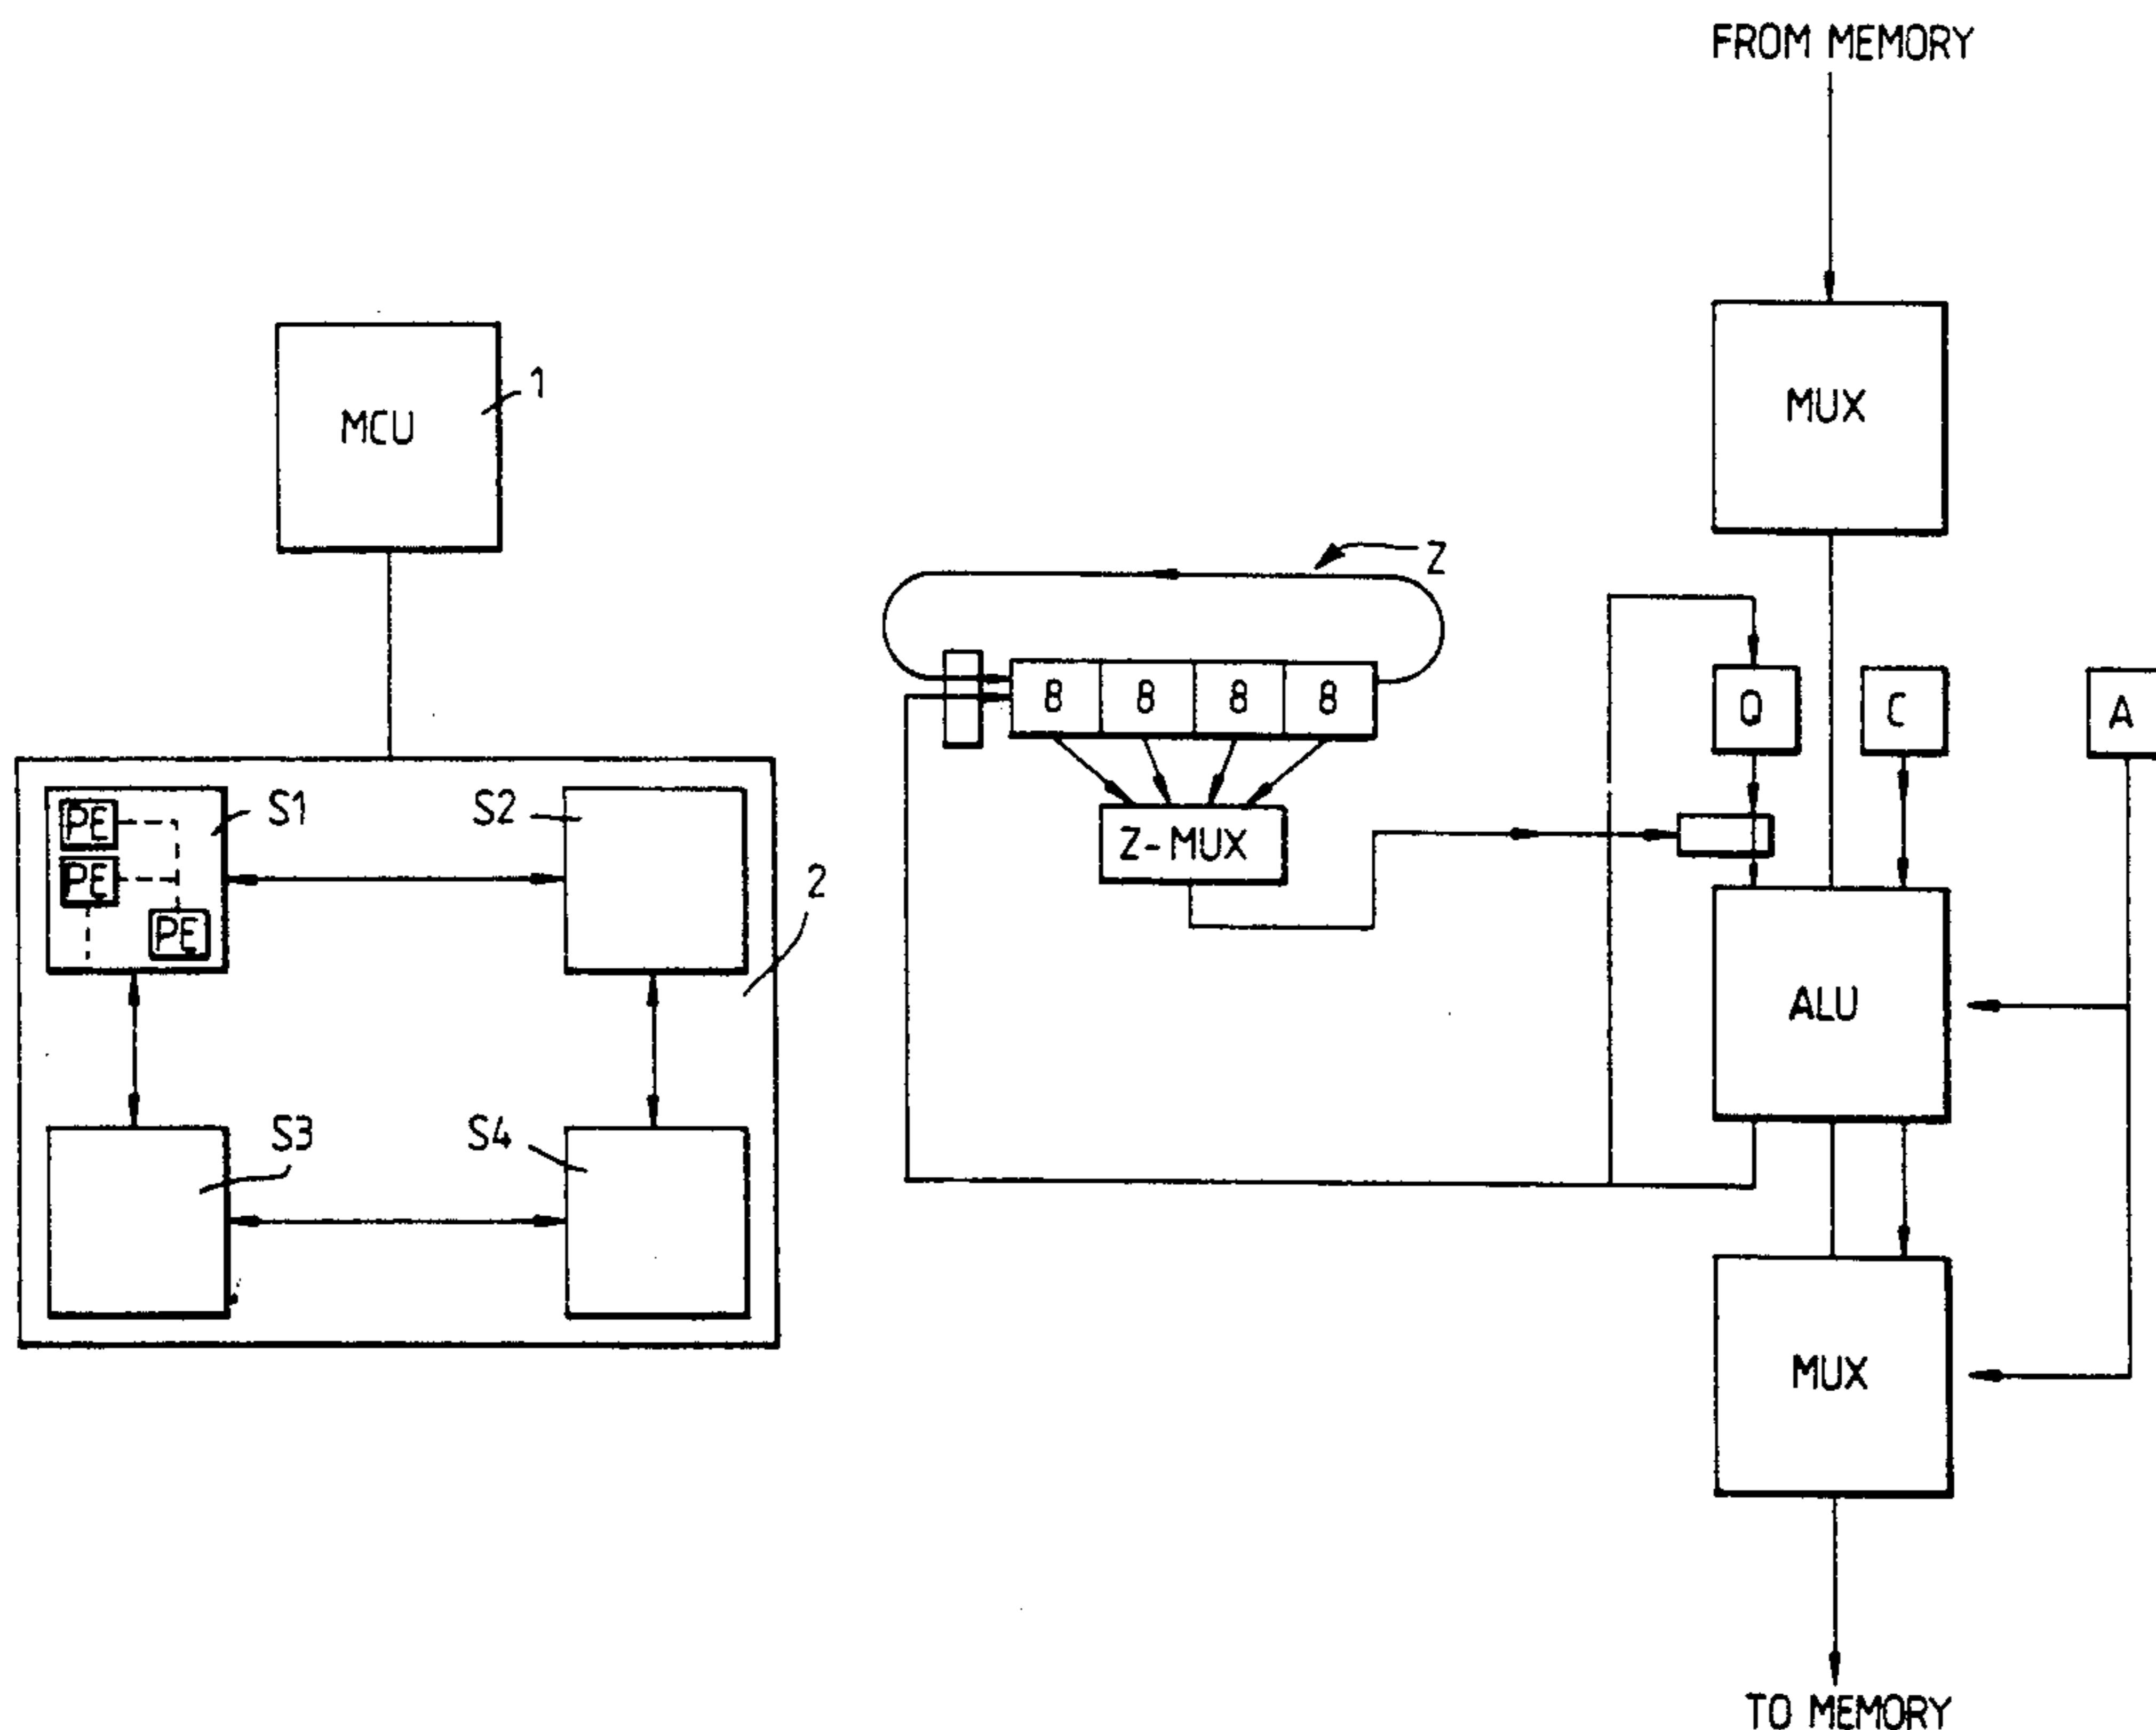 FROM MEMORY
MCU
1
MUX
Z
8 8 8 8
Q
C
A
PE
S1
S2
Z-MUX
PE
2
PE
ALU
S3
S4
MUX
TO MEMORY